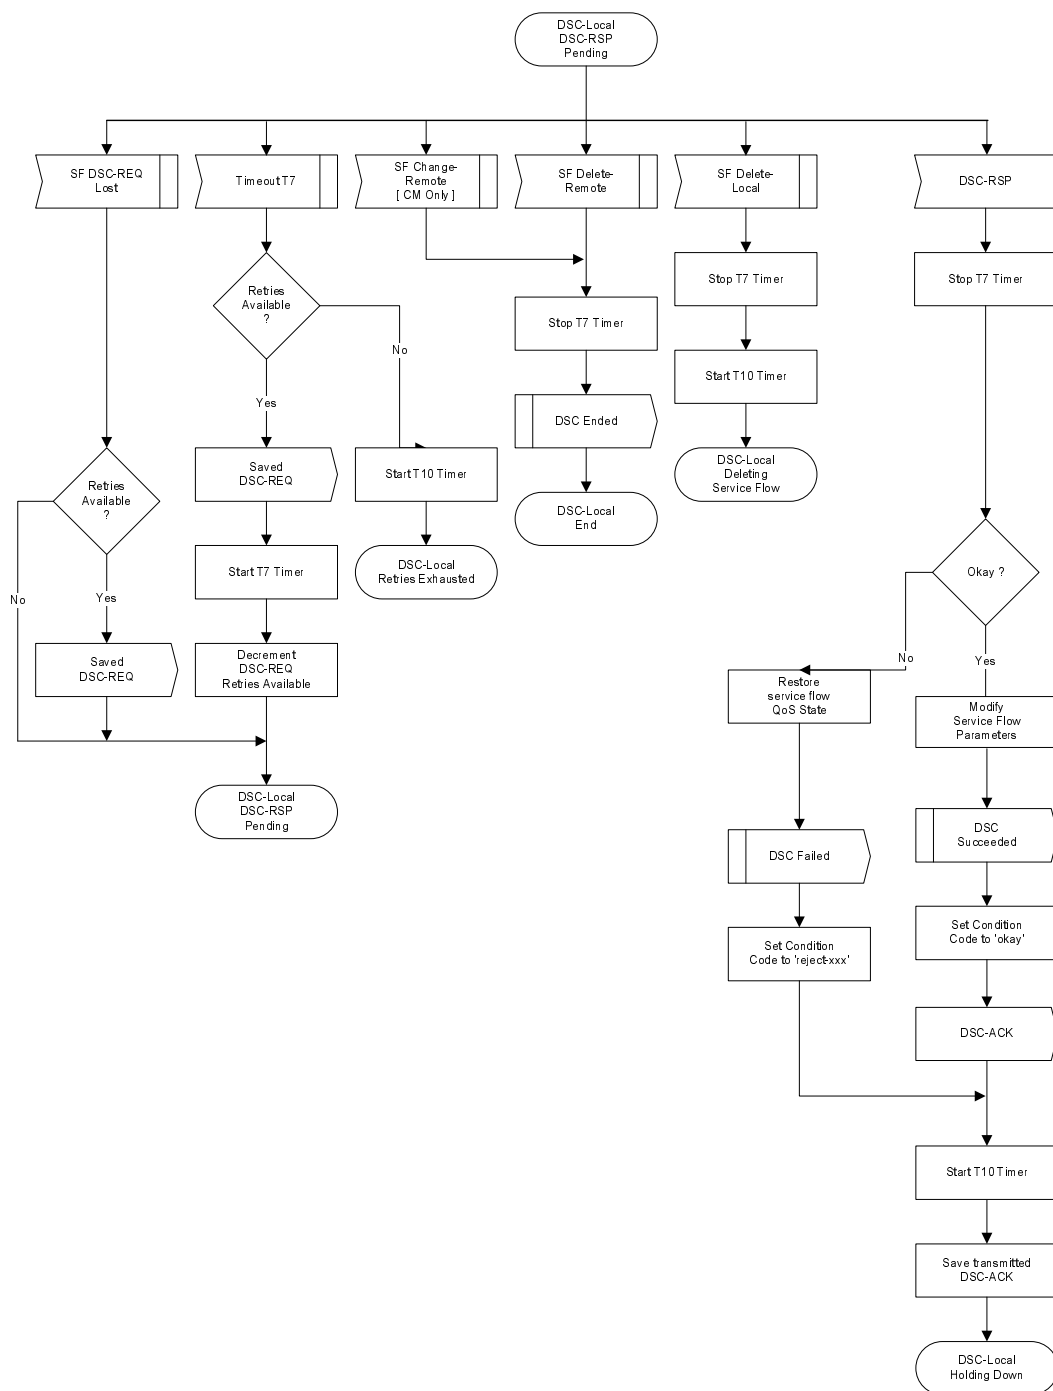 DSC-Local
DSC-RSP
Pending
SF DSC-REQ
Lost
Timeout T7
SF Change-
Remote
[ CM Only ]
SF Delete-
Remote
SF Delete-
Local
DSC-RSP
Stop T7 Timer
Stop T7 Timer
Retries
Available
?
Stop T7 Timer
No
Start T10 Timer
Yes
DSC Ended
Saved
DSC-REQ
Start T10 Timer
DSC-Local
Deleting
Service Flow
Retries
Available
?
DSC-Local
End
Start T7 Timer
DSC-Local
Retries Exhausted
Okay ?
No
Yes
Saved
DSC-REQ
Decrement
DSC-REQ
Retries Available
No
Yes
Restore
service flow
QoS State
Modify
Service Flow
Parameters
DSC-Local
DSC-RSP
Pending
DSC Failed
DSC
Succeeded
Set Condition
Code to 'reject-xxx'
Set Condition
Code to 'okay'
DSC-ACK
Start T10 Timer
Save transmitted
DSC-ACK
DSC-Local
Holding Down